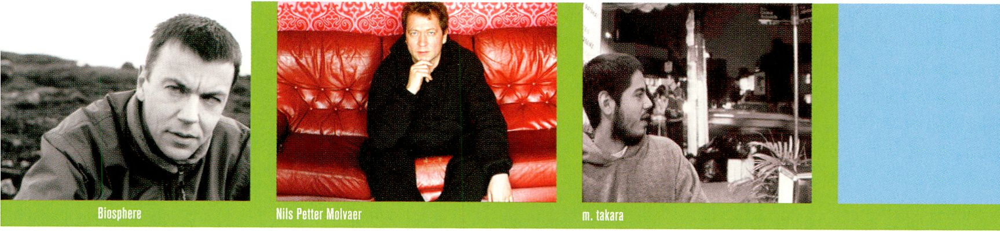 Biosphere
Nils Petter Molvaer
m. takara